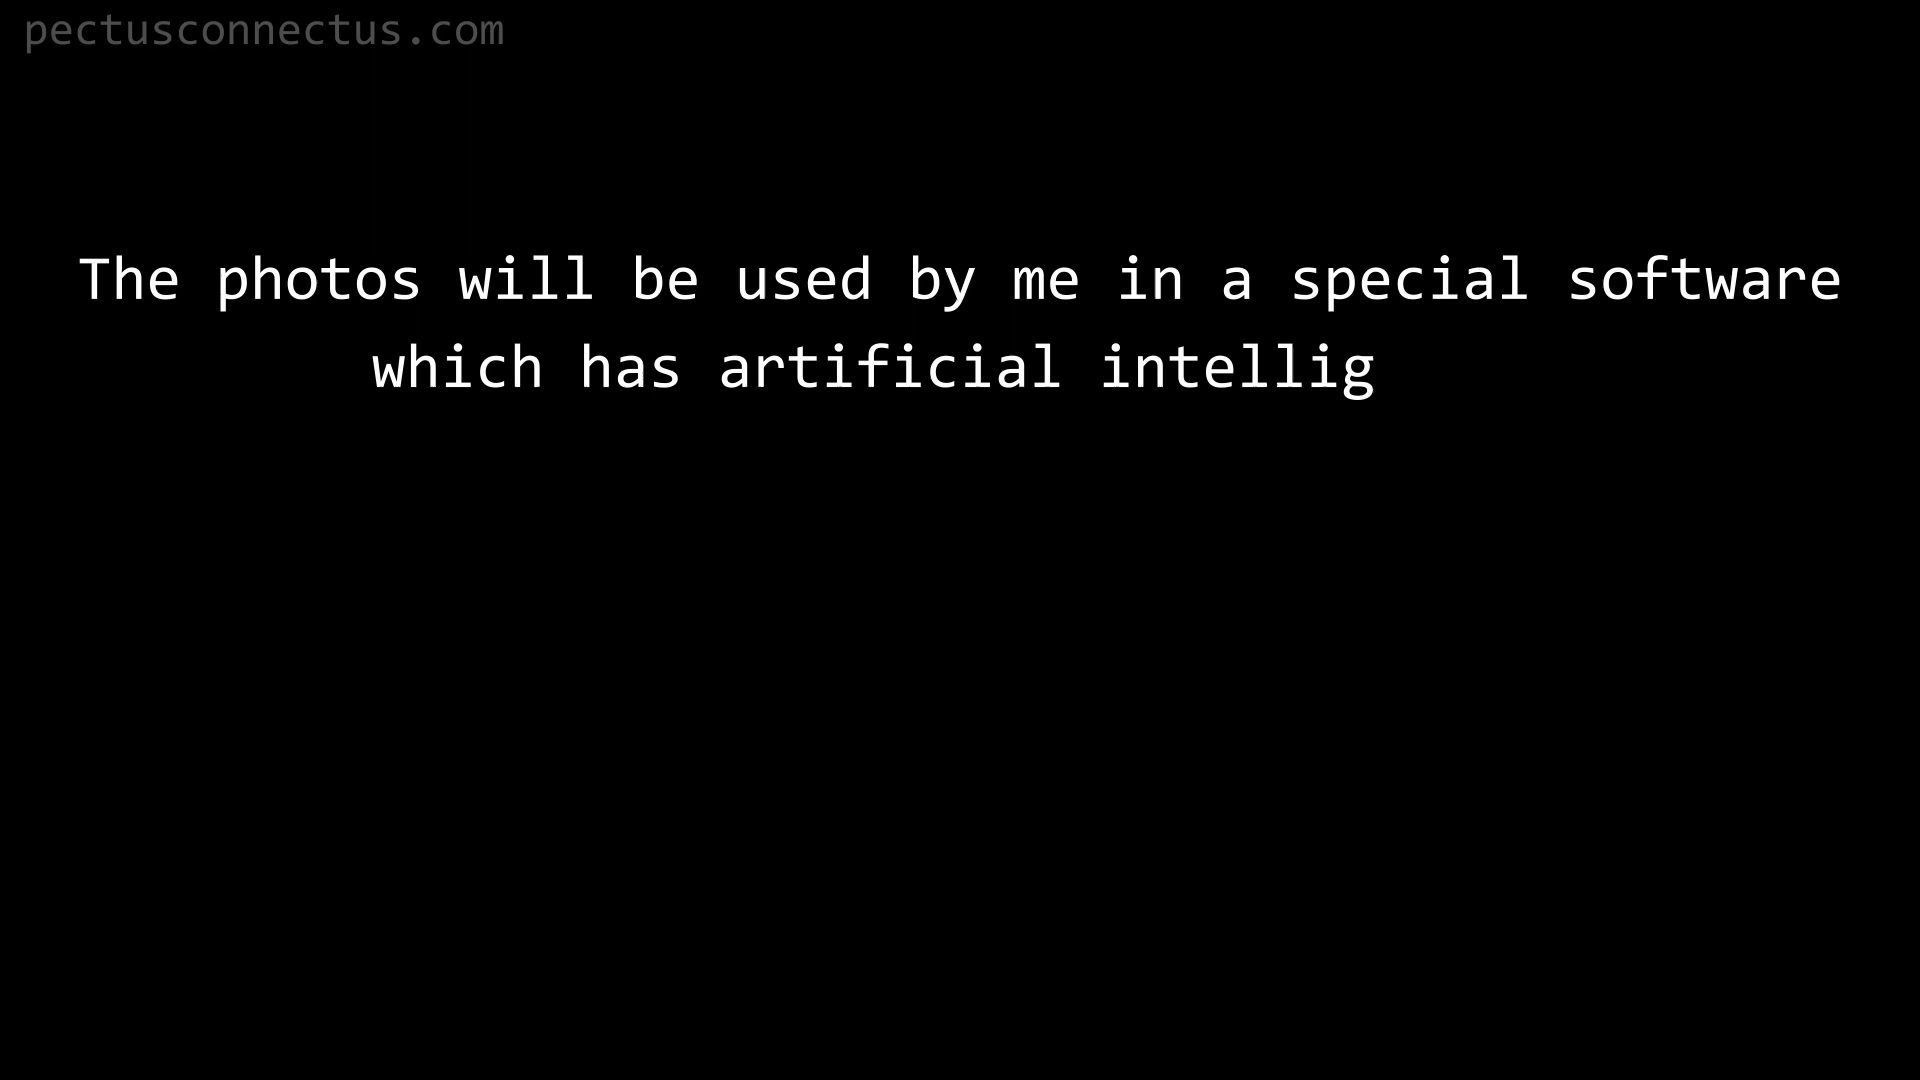 pectusconnectus.com
The photos will be used by me in a special software
which has artificial intellig